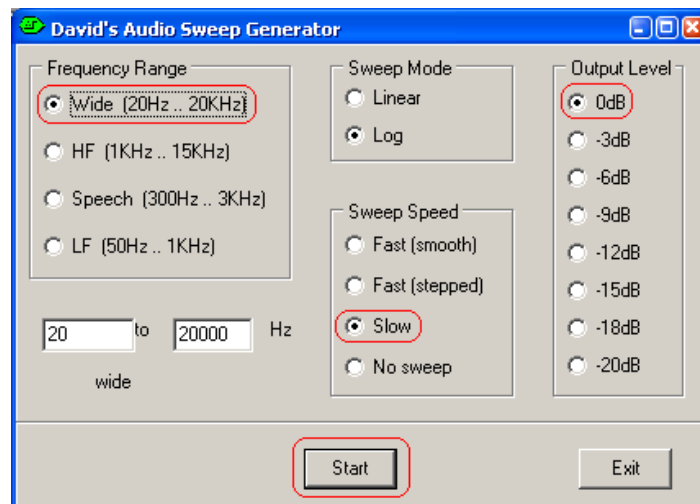 David's Audio Sweep Generator
Frequency Range
Wide (20Hz .. 20KHz)
HF (1KHz .. 15KHz)
Speech (300Hz .. 3KHz)
LF (50Hz .. 1KHz)
20 to 20000 Hz
wide
Sweep Mode
Linear
Log
Sweep Speed
Fast (smooth)
Fast (stepped)
Slow
No sweep
Output Level
0dB
-3dB
-6dB
-9dB
-12dB
-15dB
-18dB
-20dB
Start
Exit